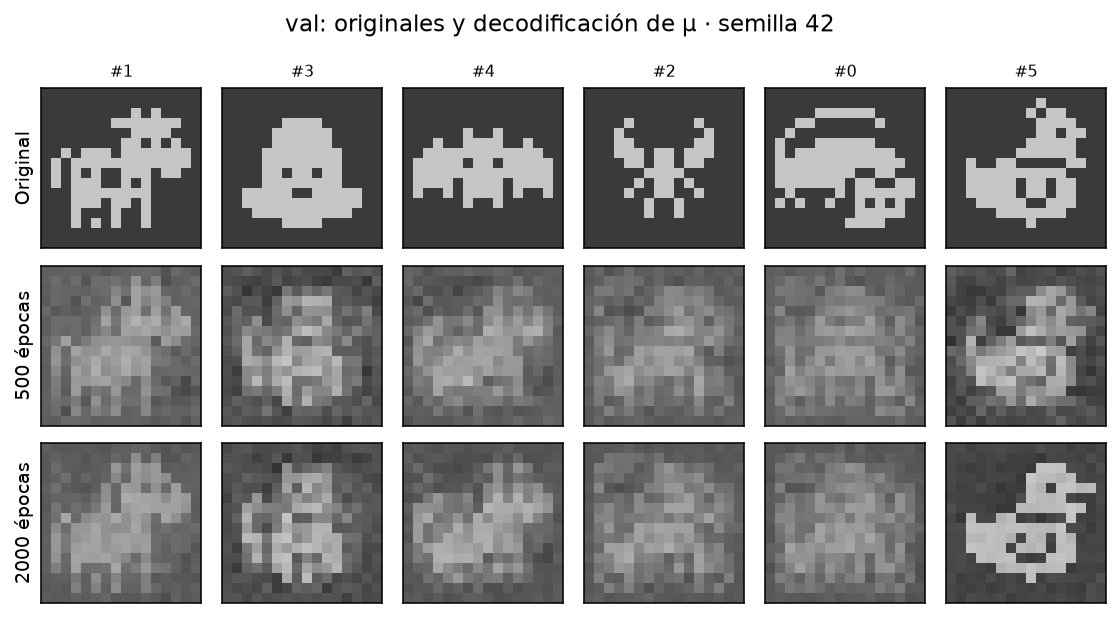 val: originales y decodificación de μ · semilla 42
#1 #3 #4 #2 #0 #5
Original
500 épocas
2000 épocas